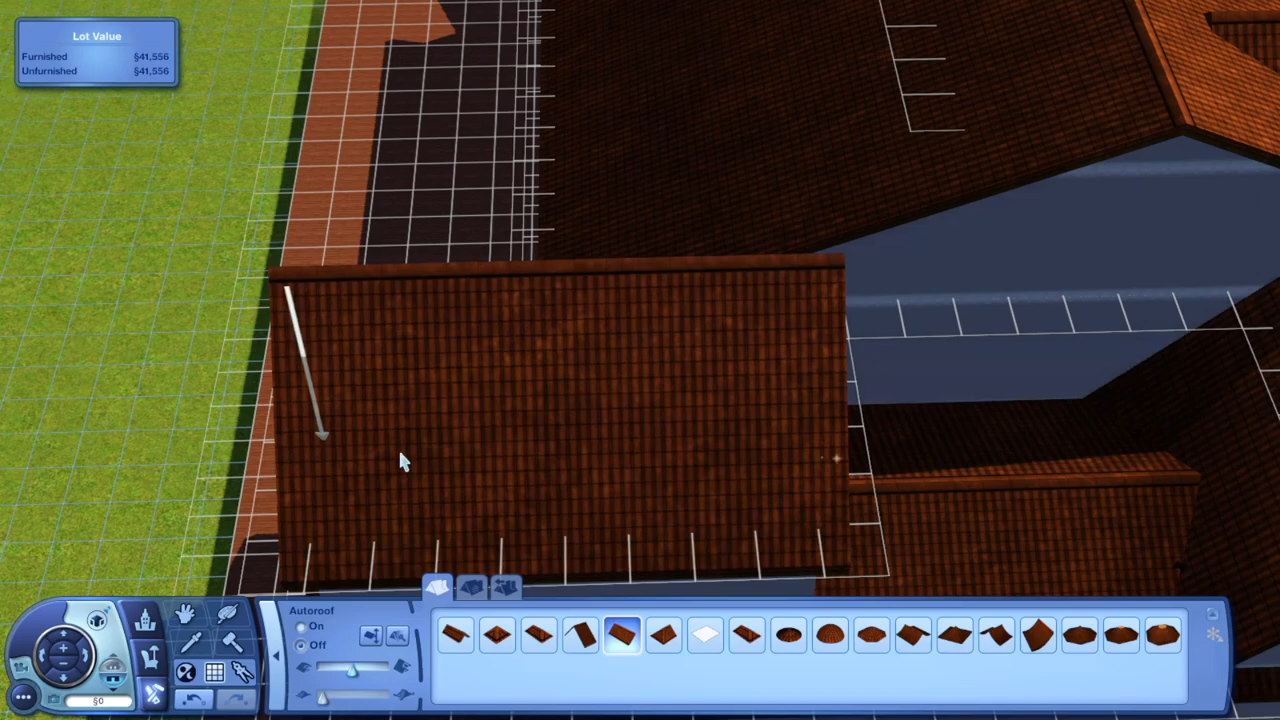 Lot Value
Furnished §41,556
Unfurnished §41,556
Autoroof
On
Off
§0